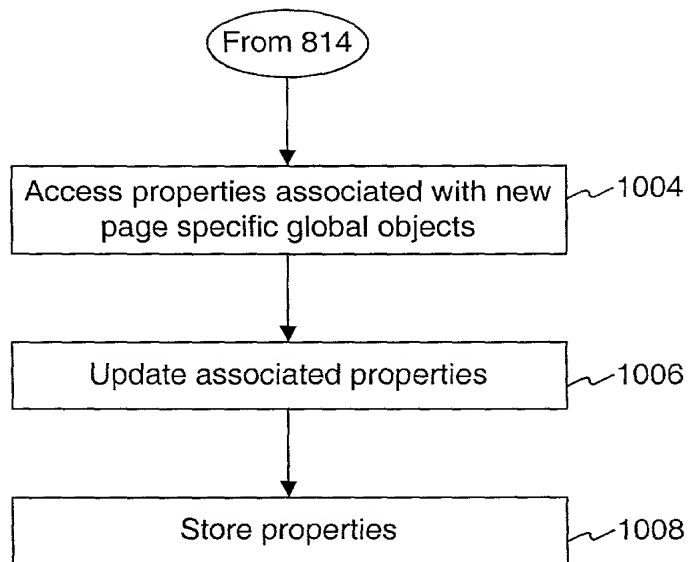 From 814
Access properties associated with new
page specific global objects
1004
Update associated properties
1006
Store properties
1008